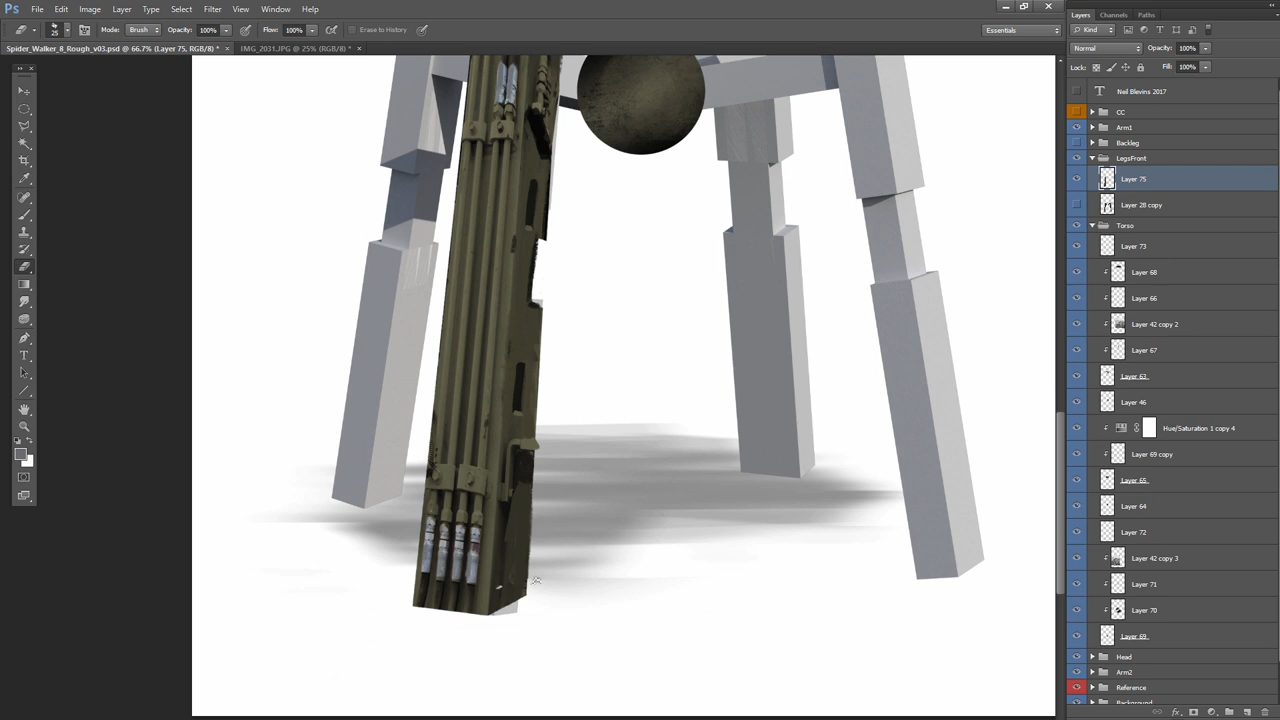 Ps File Edit Image Layer Type Select Filter View Window Help
25 Mode: Brush Opacity: 100% Flow: 100% Erase to History Essentials
Spider_Walker_8_Rough_v03.psd @ 66.7% (Layer 75, RGB/8) * × IMG_2031.JPG @ 25% (RGB/8) * ×
Layers Channels Paths
Kind
Normal Opacity: 100%
Lock: Fill: 100%
Neil Blevins 2017
CC
Arm1
Backleg
LegsFront
Layer 75
Layer 28 copy
Torso
Layer 73
Layer 68
Layer 66
Layer 42 copy 2
Layer 67
Layer 63
Layer 46
Hue/Saturation 1 copy 4
Layer 69 copy
Layer 65
Layer 64
Layer 72
Layer 42 copy 3
Layer 71
Layer 70
Layer 69
Head
Arm2
Reference
Background